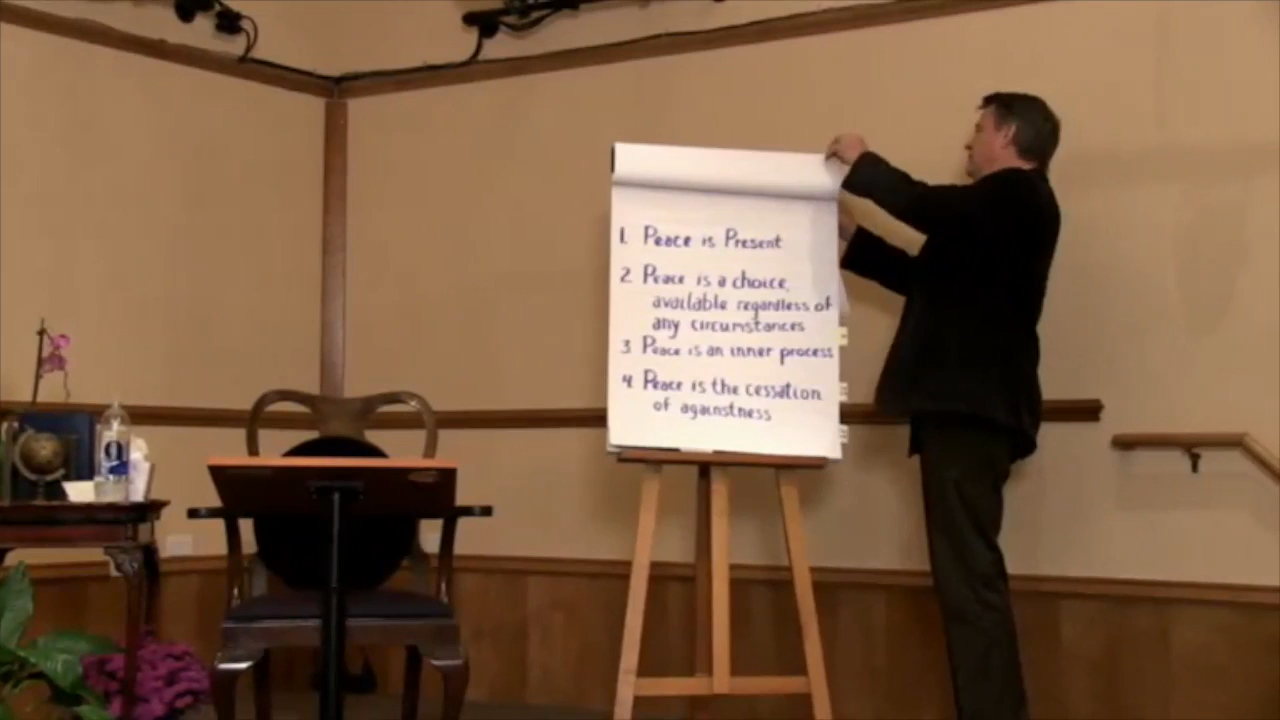 1. Peace is Present
2 Peace is a choice,
available regardless of
any circumstances
3 Peace is an inner process
4. Peace is the cessation
of againstness